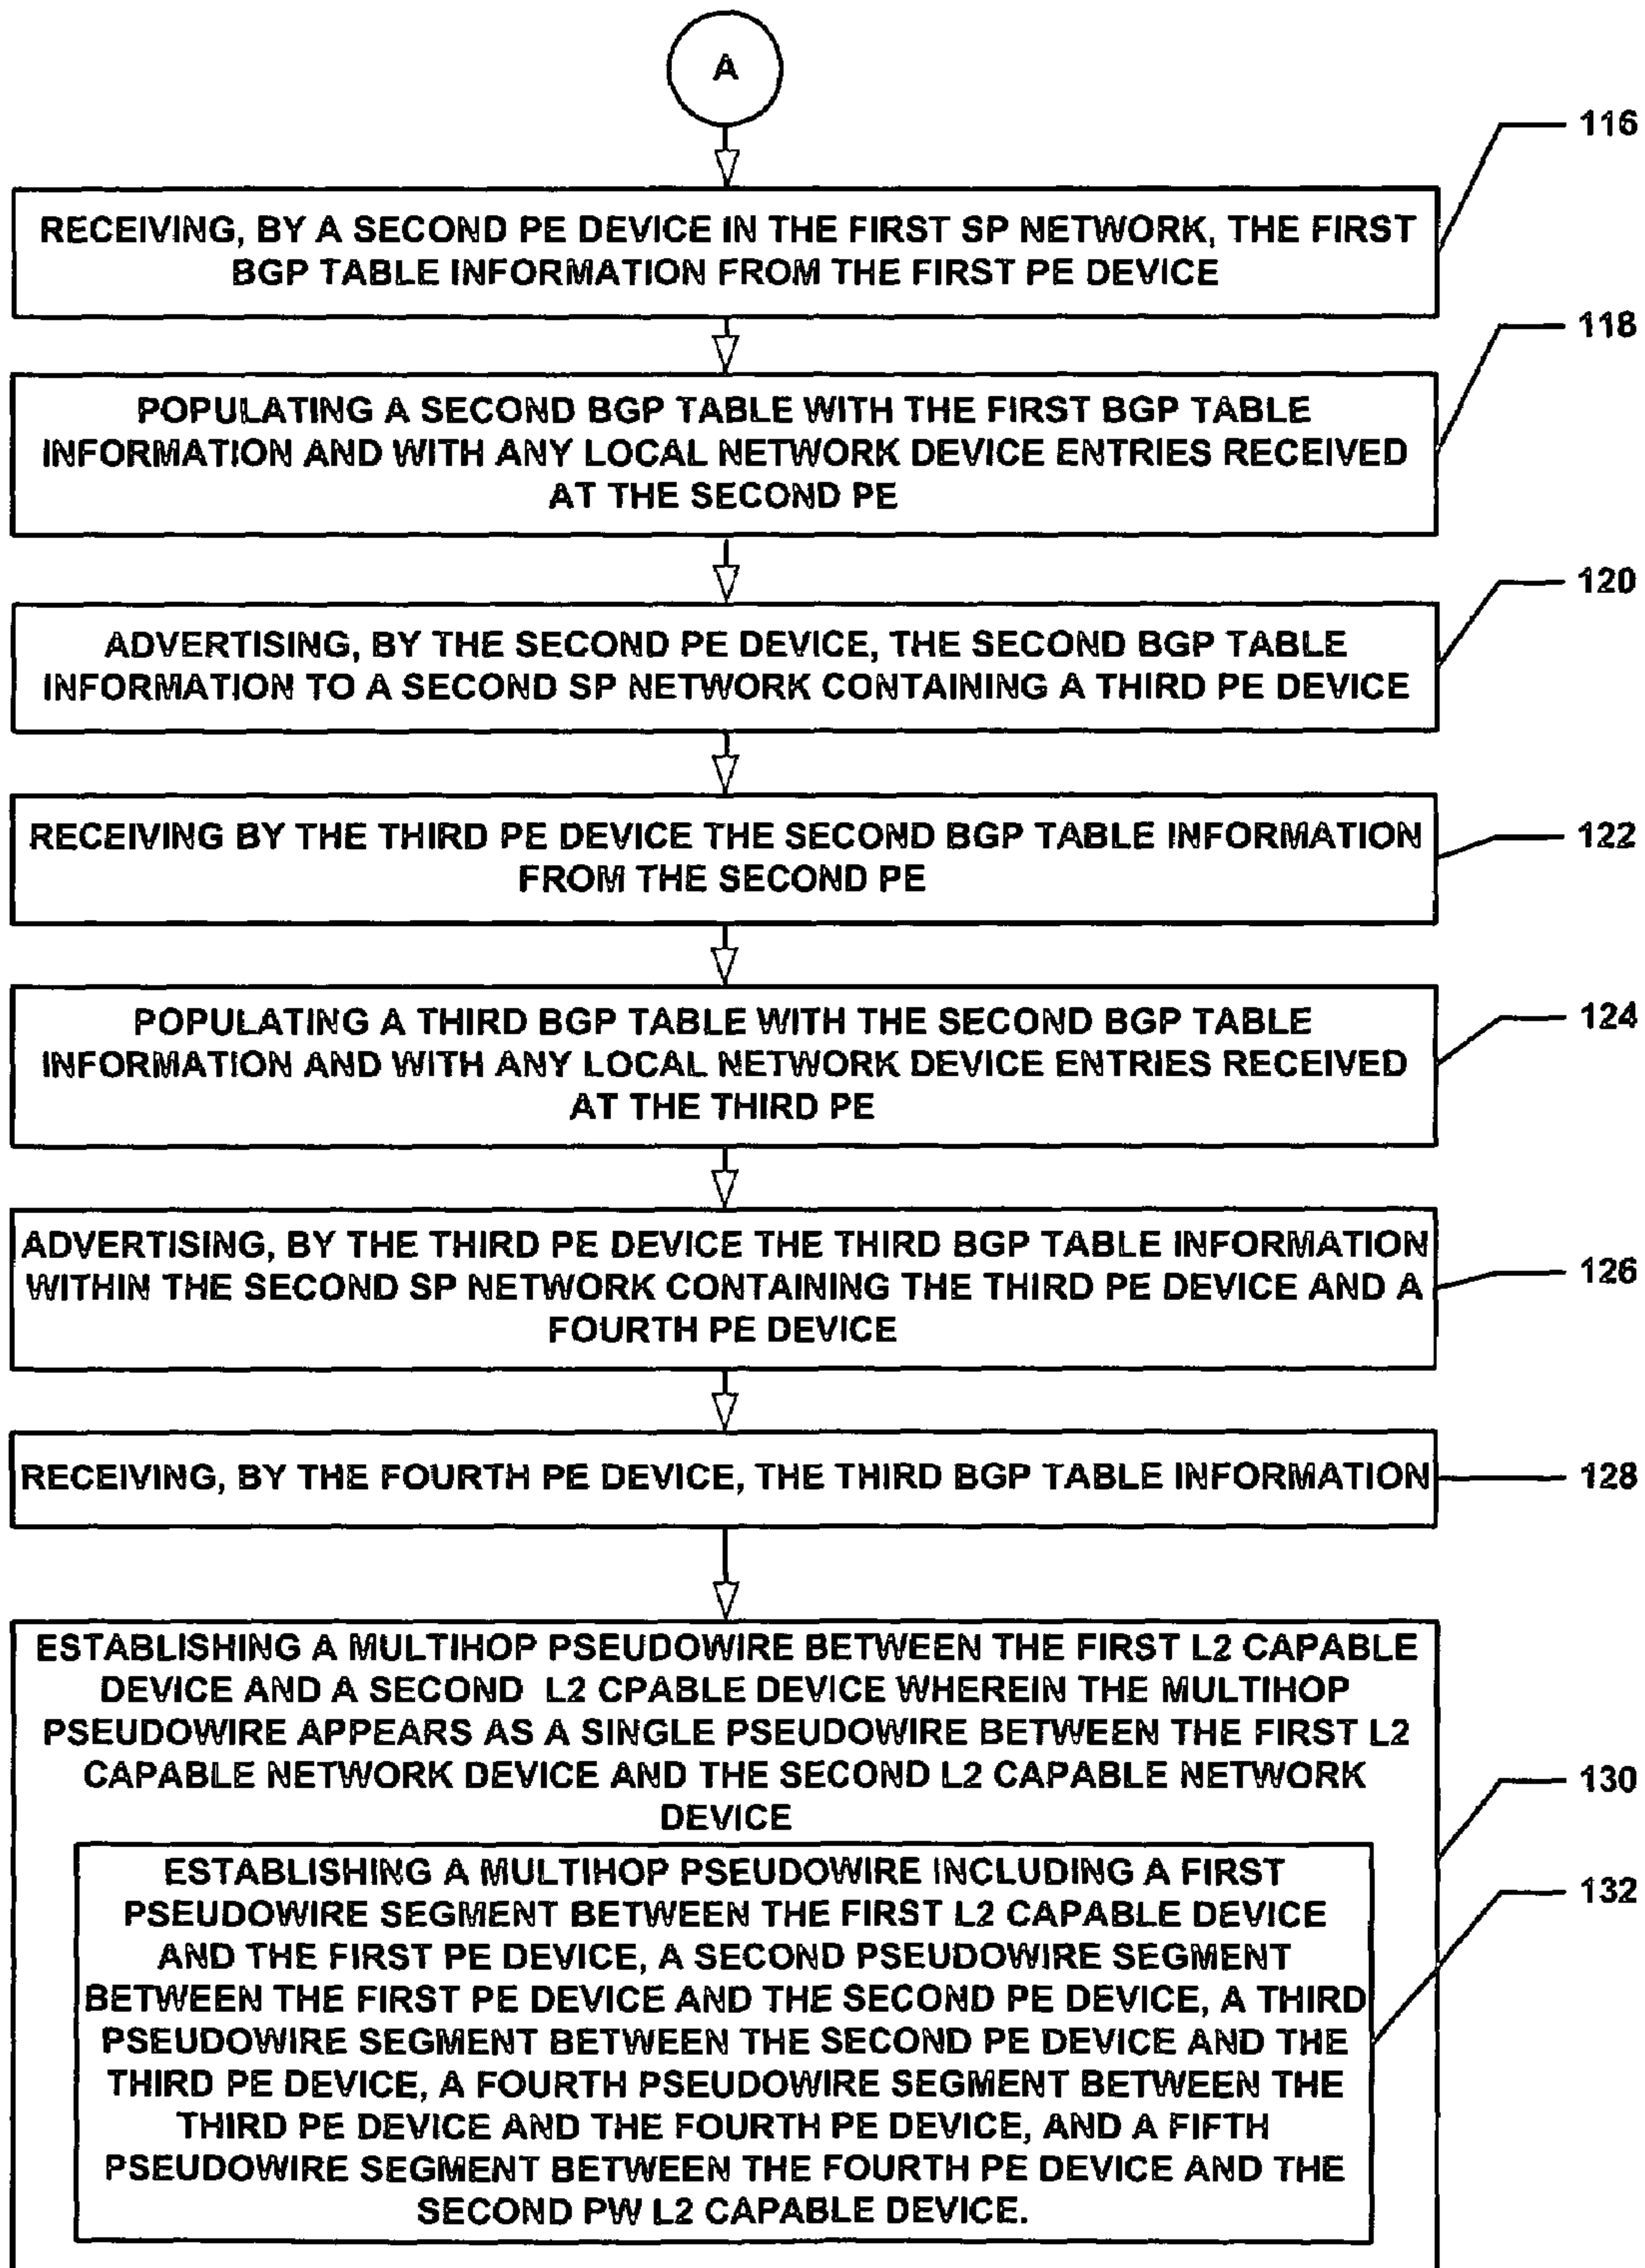 A
116
RECEIVING, BY A SECOND PE DEVICE IN THE FIRST SP NETWORK, THE FIRST
BGP TABLE INFORMATION FROM THE FIRST PE DEVICE
118
POPULATING A SECOND BGP TABLE WITH THE FIRST BGP TABLE
INFORMATION AND WITH ANY LOCAL NETWORK DEVICE ENTRIES RECEIVED
AT THE SECOND PE
120
ADVERTISING, BY THE SECOND PE DEVICE, THE SECOND BGP TABLE
INFORMATION TO A SECOND SP NETWORK CONTAINING A THIRD PE DEVICE
122
RECEIVING BY THE THIRD PE DEVICE THE SECOND BGP TABLE INFORMATION
FROM THE SECOND PE
124
POPULATING A THIRD BGP TABLE WITH THE SECOND BGP TABLE
INFORMATION AND WITH ANY LOCAL NETWORK DEVICE ENTRIES RECEIVED
AT THE THIRD PE
126
ADVERTISING, BY THE THIRD PE DEVICE THE THIRD BGP TABLE INFORMATION
WITHIN THE SECOND SP NETWORK CONTAINING THE THIRD PE DEVICE AND A
FOURTH PE DEVICE
128
RECEIVING, BY THE FOURTH PE DEVICE, THE THIRD BGP TABLE INFORMATION
130
ESTABLISHING A MULTIHOP PSEUDOWIRE BETWEEN THE FIRST L2 CAPABLE
DEVICE AND A SECOND L2 CPABLE DEVICE WHEREIN THE MULTIHOP
PSEUDOWIRE APPEARS AS A SINGLE PSEUDOWIRE BETWEEN THE FIRST L2
CAPABLE NETWORK DEVICE AND THE SECOND L2 CAPABLE NETWORK
DEVICE
132
ESTABLISHING A MULTIHOP PSEUDOWIRE INCLUDING A FIRST
PSEUDOWIRE SEGMENT BETWEEN THE FIRST L2 CAPABLE DEVICE
AND THE FIRST PE DEVICE, A SECOND PSEUDOWIRE SEGMENT
BETWEEN THE FIRST PE DEVICE AND THE SECOND PE DEVICE, A THIRD
PSEUDOWIRE SEGMENT BETWEEN THE SECOND PE DEVICE AND THE
THIRD PE DEVICE, A FOURTH PSEUDOWIRE SEGMENT BETWEEN THE
THIRD PE DEVICE AND THE FOURTH PE DEVICE, AND A FIFTH
PSEUDOWIRE SEGMENT BETWEEN THE FOURTH PE DEVICE AND THE
SECOND PW L2 CAPABLE DEVICE.